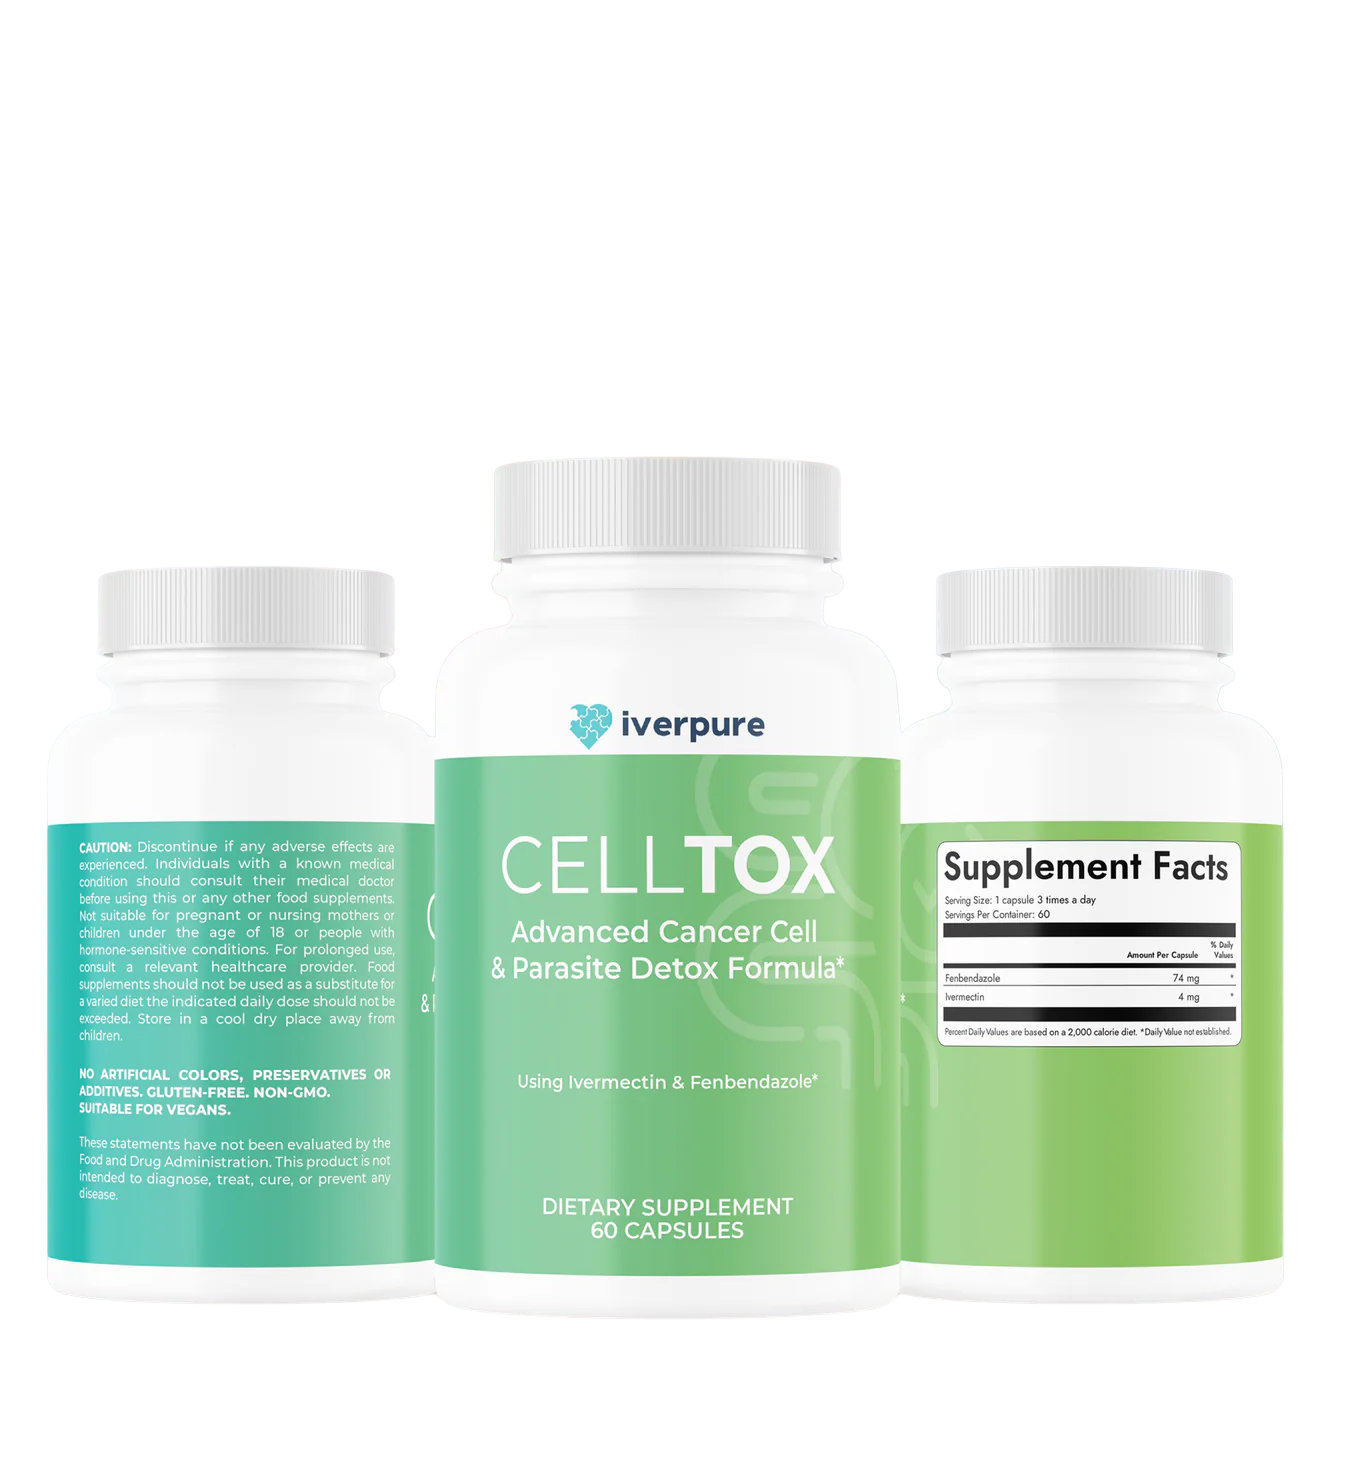 CAUTION: Discontinue if any adverse effects are
experienced. Individuals with a known medical
condition should consult their medical doctor
before using this or any other food supplements.
Not suitable for pregnant or nursing mothers or
children under the age of 18 or people with
hormone-sensitive conditions. For prolonged use,
consult a relevant healthcare provider. Food
supplements should not be used as a substitute for
a varied diet the indicated daily dose should not be
exceeded. Store in a cool dry place away from
children.
NO ARTIFICIAL COLORS, PRESERVATIVES OR
ADDITIVES. GLUTEN-FREE. NON-GMO.
SUITABLE FOR VEGANS.
These statements have not been evaluated by the
Food and Drug Administration. This product is not
intended to diagnose, treat, cure, or prevent any
disease.
iverpure
CELLTOX
Advanced Cancer Cell
& Parasite Detox Formula*
Using Ivermectin & Fenbendazole*
DIETARY SUPPLEMENT
60 CAPSULES
Supplement Facts
Serving Size: 1 capsule 3 times a day
Servings Per Container: 60
Amount Per Capsule % Daily Values
Fenbendazole 74 mg *
Ivermectin 4 mg *
Percent Daily Values are based on a 2,000 calorie diet. *Daily Value not established.